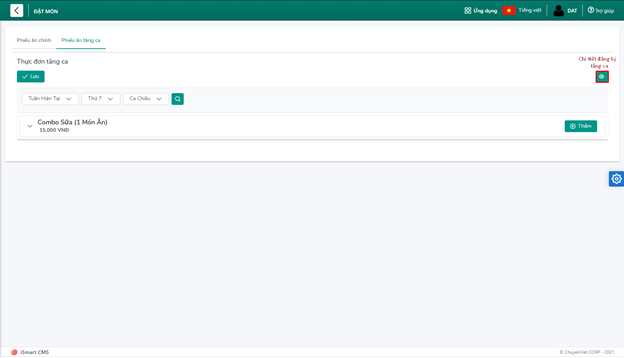 ĐẶT MÓN
Ứng dụng
Tiếng việt
DAT
Trợ giúp
Phiếu ăn chính
Phiếu ăn tăng ca
Thực đơn tăng ca
Chi tiết đăng ký
tăng ca
Lưu
Tuần Hiện Tại
Thứ 7
Ca Chiều
Combo Sữa (1 Món Ăn)
15,000 VNĐ
Thêm
iSmart CMS
© ChuyenViet CORP - 2021